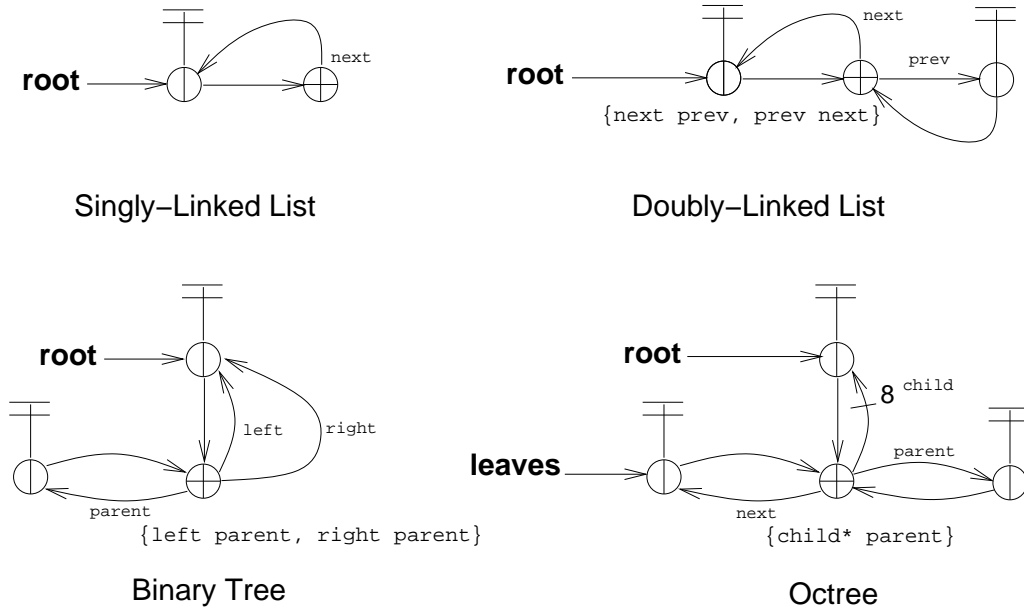 next
root
Singly–Linked List
next
prev
root
{next prev, prev next}
Doubly–Linked List
root
left
right
parent
{left parent, right parent}
Binary Tree
root
8 child
leaves
parent
next
{child* parent}
Octree